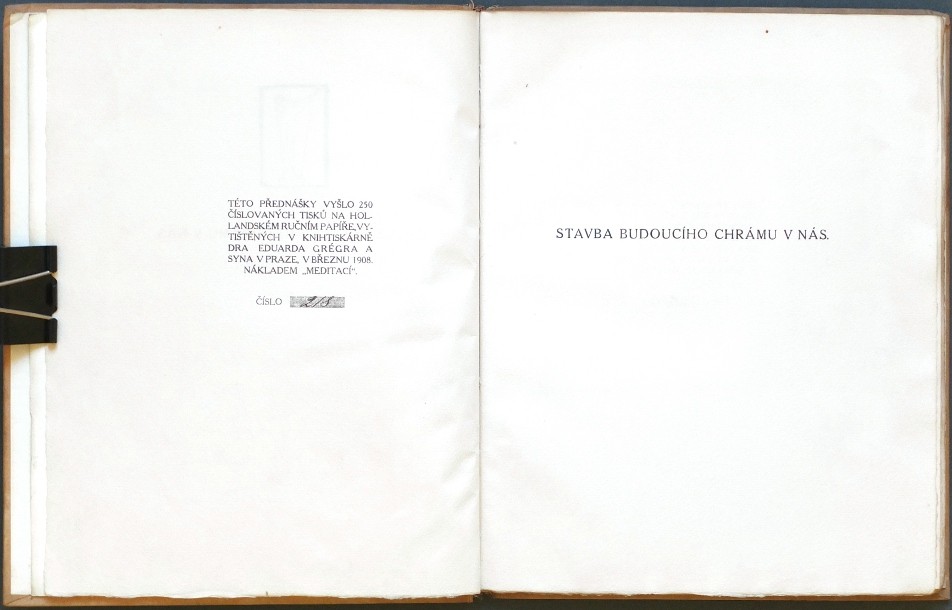 TÉTO PŘEDNÁŠKY VYŠLO 250
ČÍSLOVANÝCH TISKŮ NA HOL-
LANDSKÉM RUČNÍM PAPÍŘE, VY-
TIŠTĚNÝCH V KNIHTISKÁRNĚ
DRA EDUARDA GRÉGRA A
SYNA V PRAZE, V BŘEZNU 1908.
NÁKLADEM „MEDITACÍ“.
ČÍSLO 218
STAVBA BUDOUCÍHO CHRÁMU V NÁS.